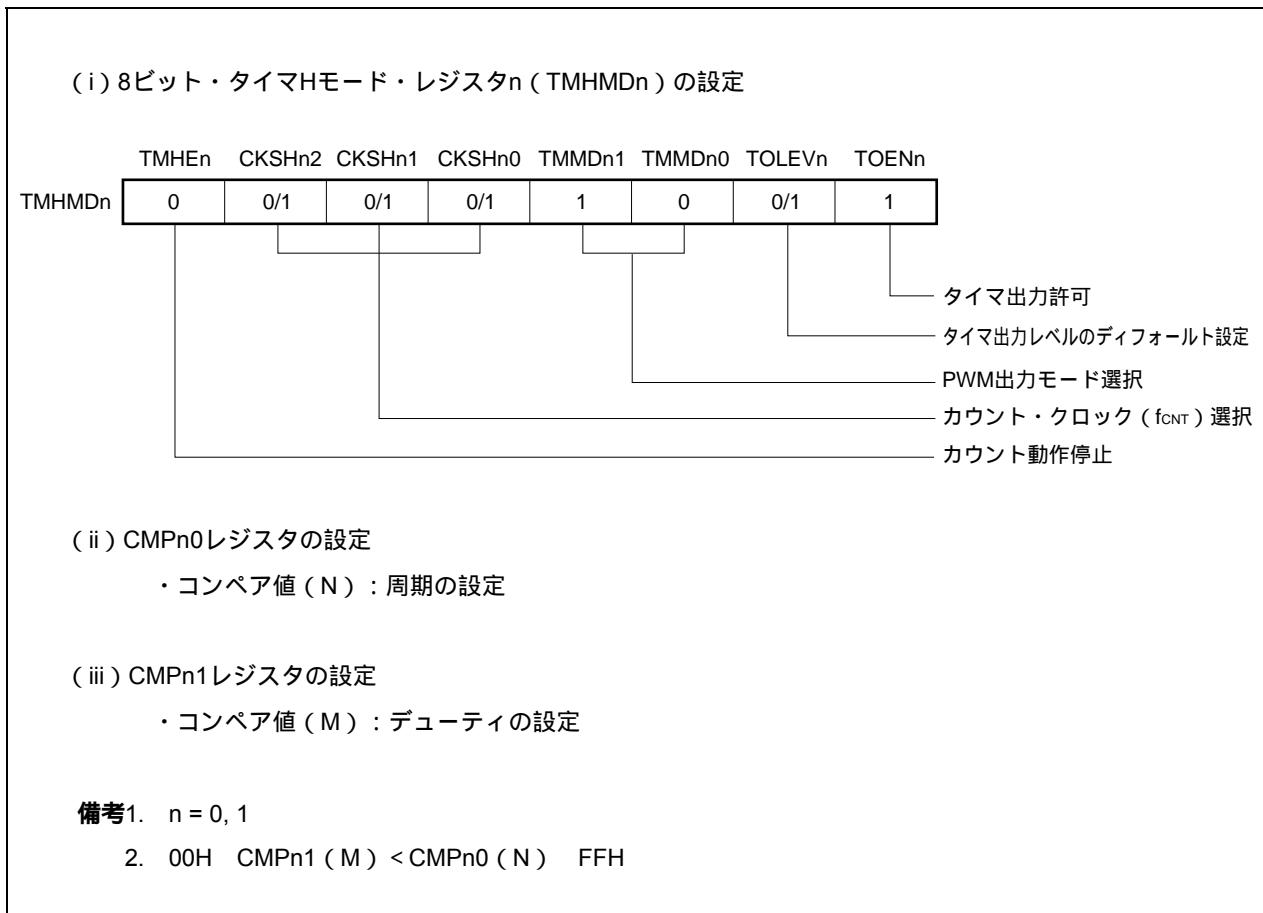 （i）8ビット・タイマHモード・レジスタn（TMHMDn）の設定
TMHEn CKSHn2 CKSHn1 CKSHn0 TMMDn1 TMMDn0 TOLEVn TOENn
TMHMDn 0 0/1 0/1 0/1 1 0 0/1 1
タイマ出力許可
タイマ出力レベルのディフォールト設定
PWM出力モード選択
カウント・クロック（fCNT）選択
カウント動作停止
（ii）CMPn0レジスタの設定
・コンペア値（N）：周期の設定
（iii）CMPn1レジスタの設定
・コンペア値（M）：デューティの設定
備考1. n = 0, 1
2. 00H CMPn1（M）＜CMPn0（N） FFH